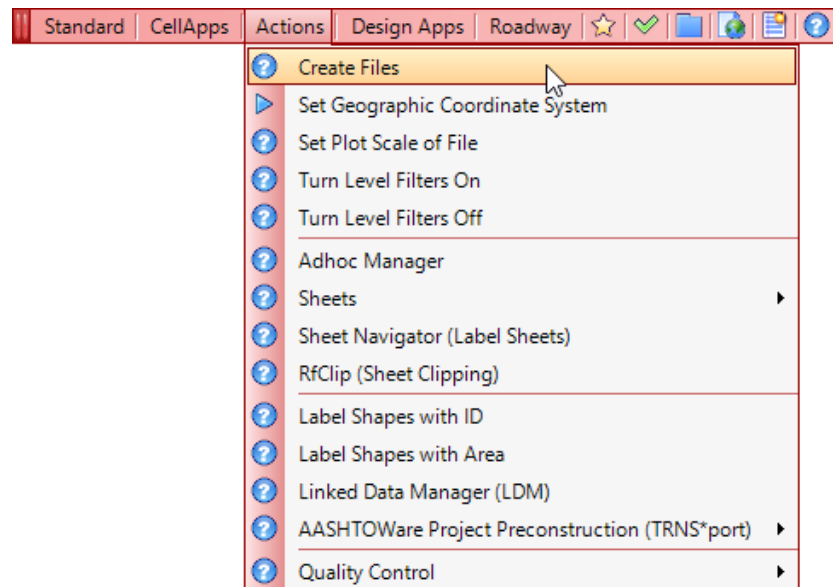 Standard CellApps Actions Design Apps Roadway
Create Files
Set Geographic Coordinate System
Set Plot Scale of File
Turn Level Filters On
Turn Level Filters Off
Adhoc Manager
Sheets
Sheet Navigator (Label Sheets)
RfClip (Sheet Clipping)
Label Shapes with ID
Label Shapes with Area
Linked Data Manager (LDM)
AASHTOWare Project Preconstruction (TRNS*port)
Quality Control